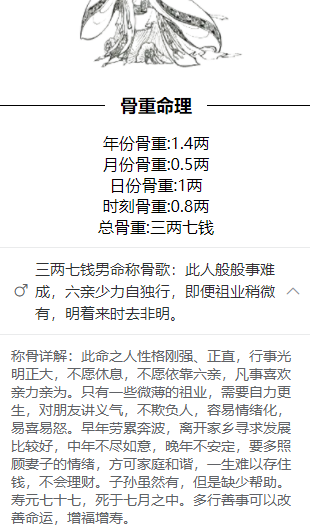 骨重命理
年份骨重:1.4两
月份骨重:0.5两
日份骨重:1两
时刻骨重:0.8两
总骨重:三两七钱
三两七钱男命称骨歌：此人般般事难
成，六亲少力自独行，即便祖业稍微
有，明着来时去非明。
称骨详解：此命之人性格刚强、正直，行事光
明正大，不愿休息，不愿依靠六亲，凡事喜欢
亲力亲为。只有一些微薄的祖业，需要自力更
生，对朋友讲义气，不欺负人，容易情绪化，
易喜易怒。早年劳累奔波，离开家乡寻求发展
比较好，中年不尽如意，晚年不安定，要多照
顾妻子的情绪，方可家庭和谐，一生难以存住
钱，不会理财。子孙虽然有，但是缺少帮助。
寿元七十七，死于七月之中。多行善事可以改
善命运，增福增寿。